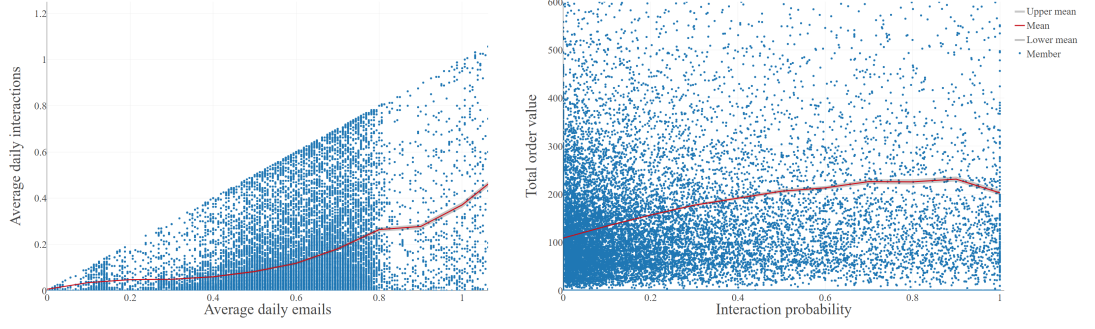 1.2
1
0.8
0.6
0.4
0.2
0
Average daily interactions
0 0.2 0.4 0.6 0.8 1
Average daily emails
600
500
400
300
200
100
0
Total order value
0 0.2 0.4 0.6 0.8 1
Interaction probability
Upper mean
Mean
Lower mean
Member